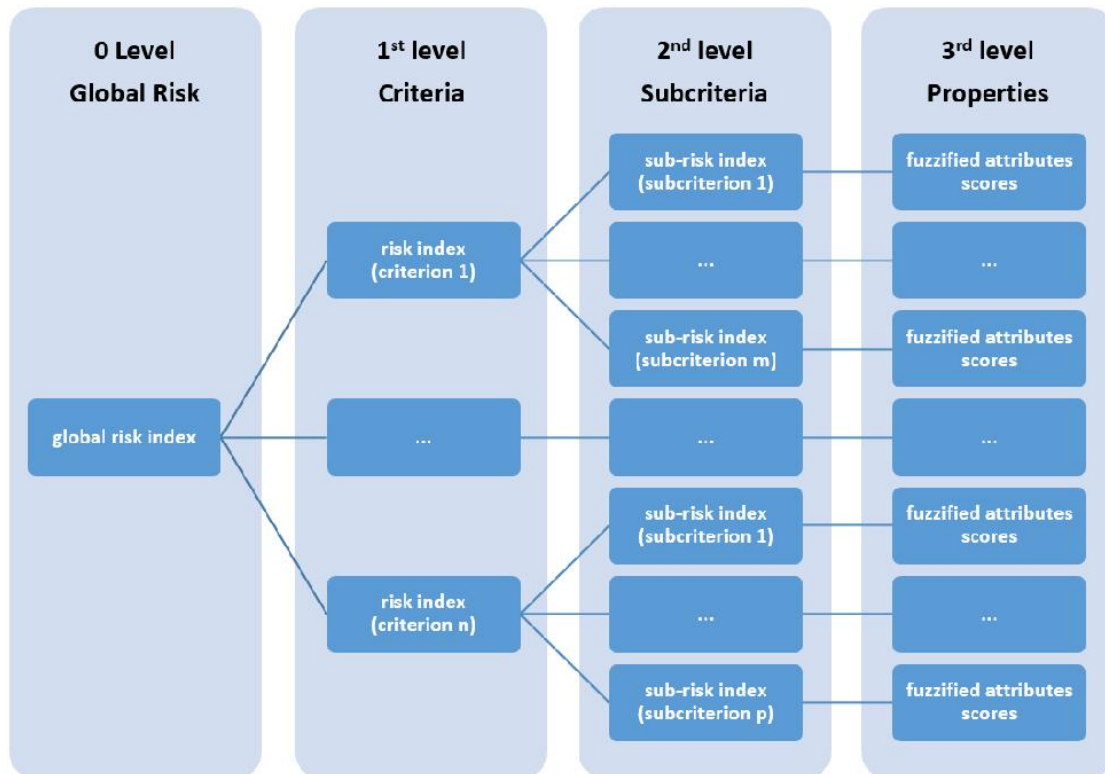 0 Level
Global Risk
1st level
Criteria
2nd level
Subcriteria
3rd level
Properties
sub-risk index
(subcriterion 1)
fuzzified attributes
scores
risk index
(criterion 1)
...
...
sub-risk index
(subcriterion m)
fuzzified attributes
scores
global risk index
...
...
...
sub-risk index
(subcriterion 1)
fuzzified attributes
scores
risk index
(criterion n)
...
...
sub-risk index
(subcriterion p)
fuzzified attributes
scores